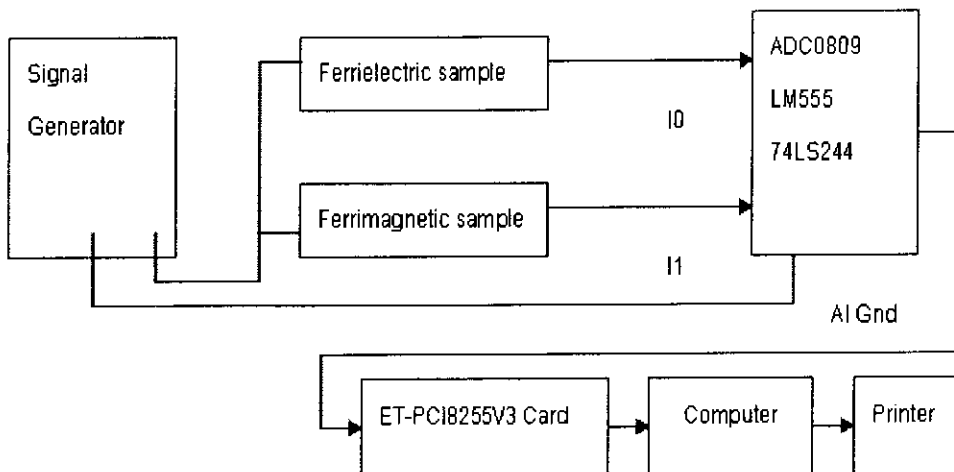 Signal
Generator
Ferrielectric sample
I0
Ferrimagnetic sample
I1
ADC0809
LM555
74LS244
AI Gnd
ET-PCI8255V3 Card
Computer
Printer